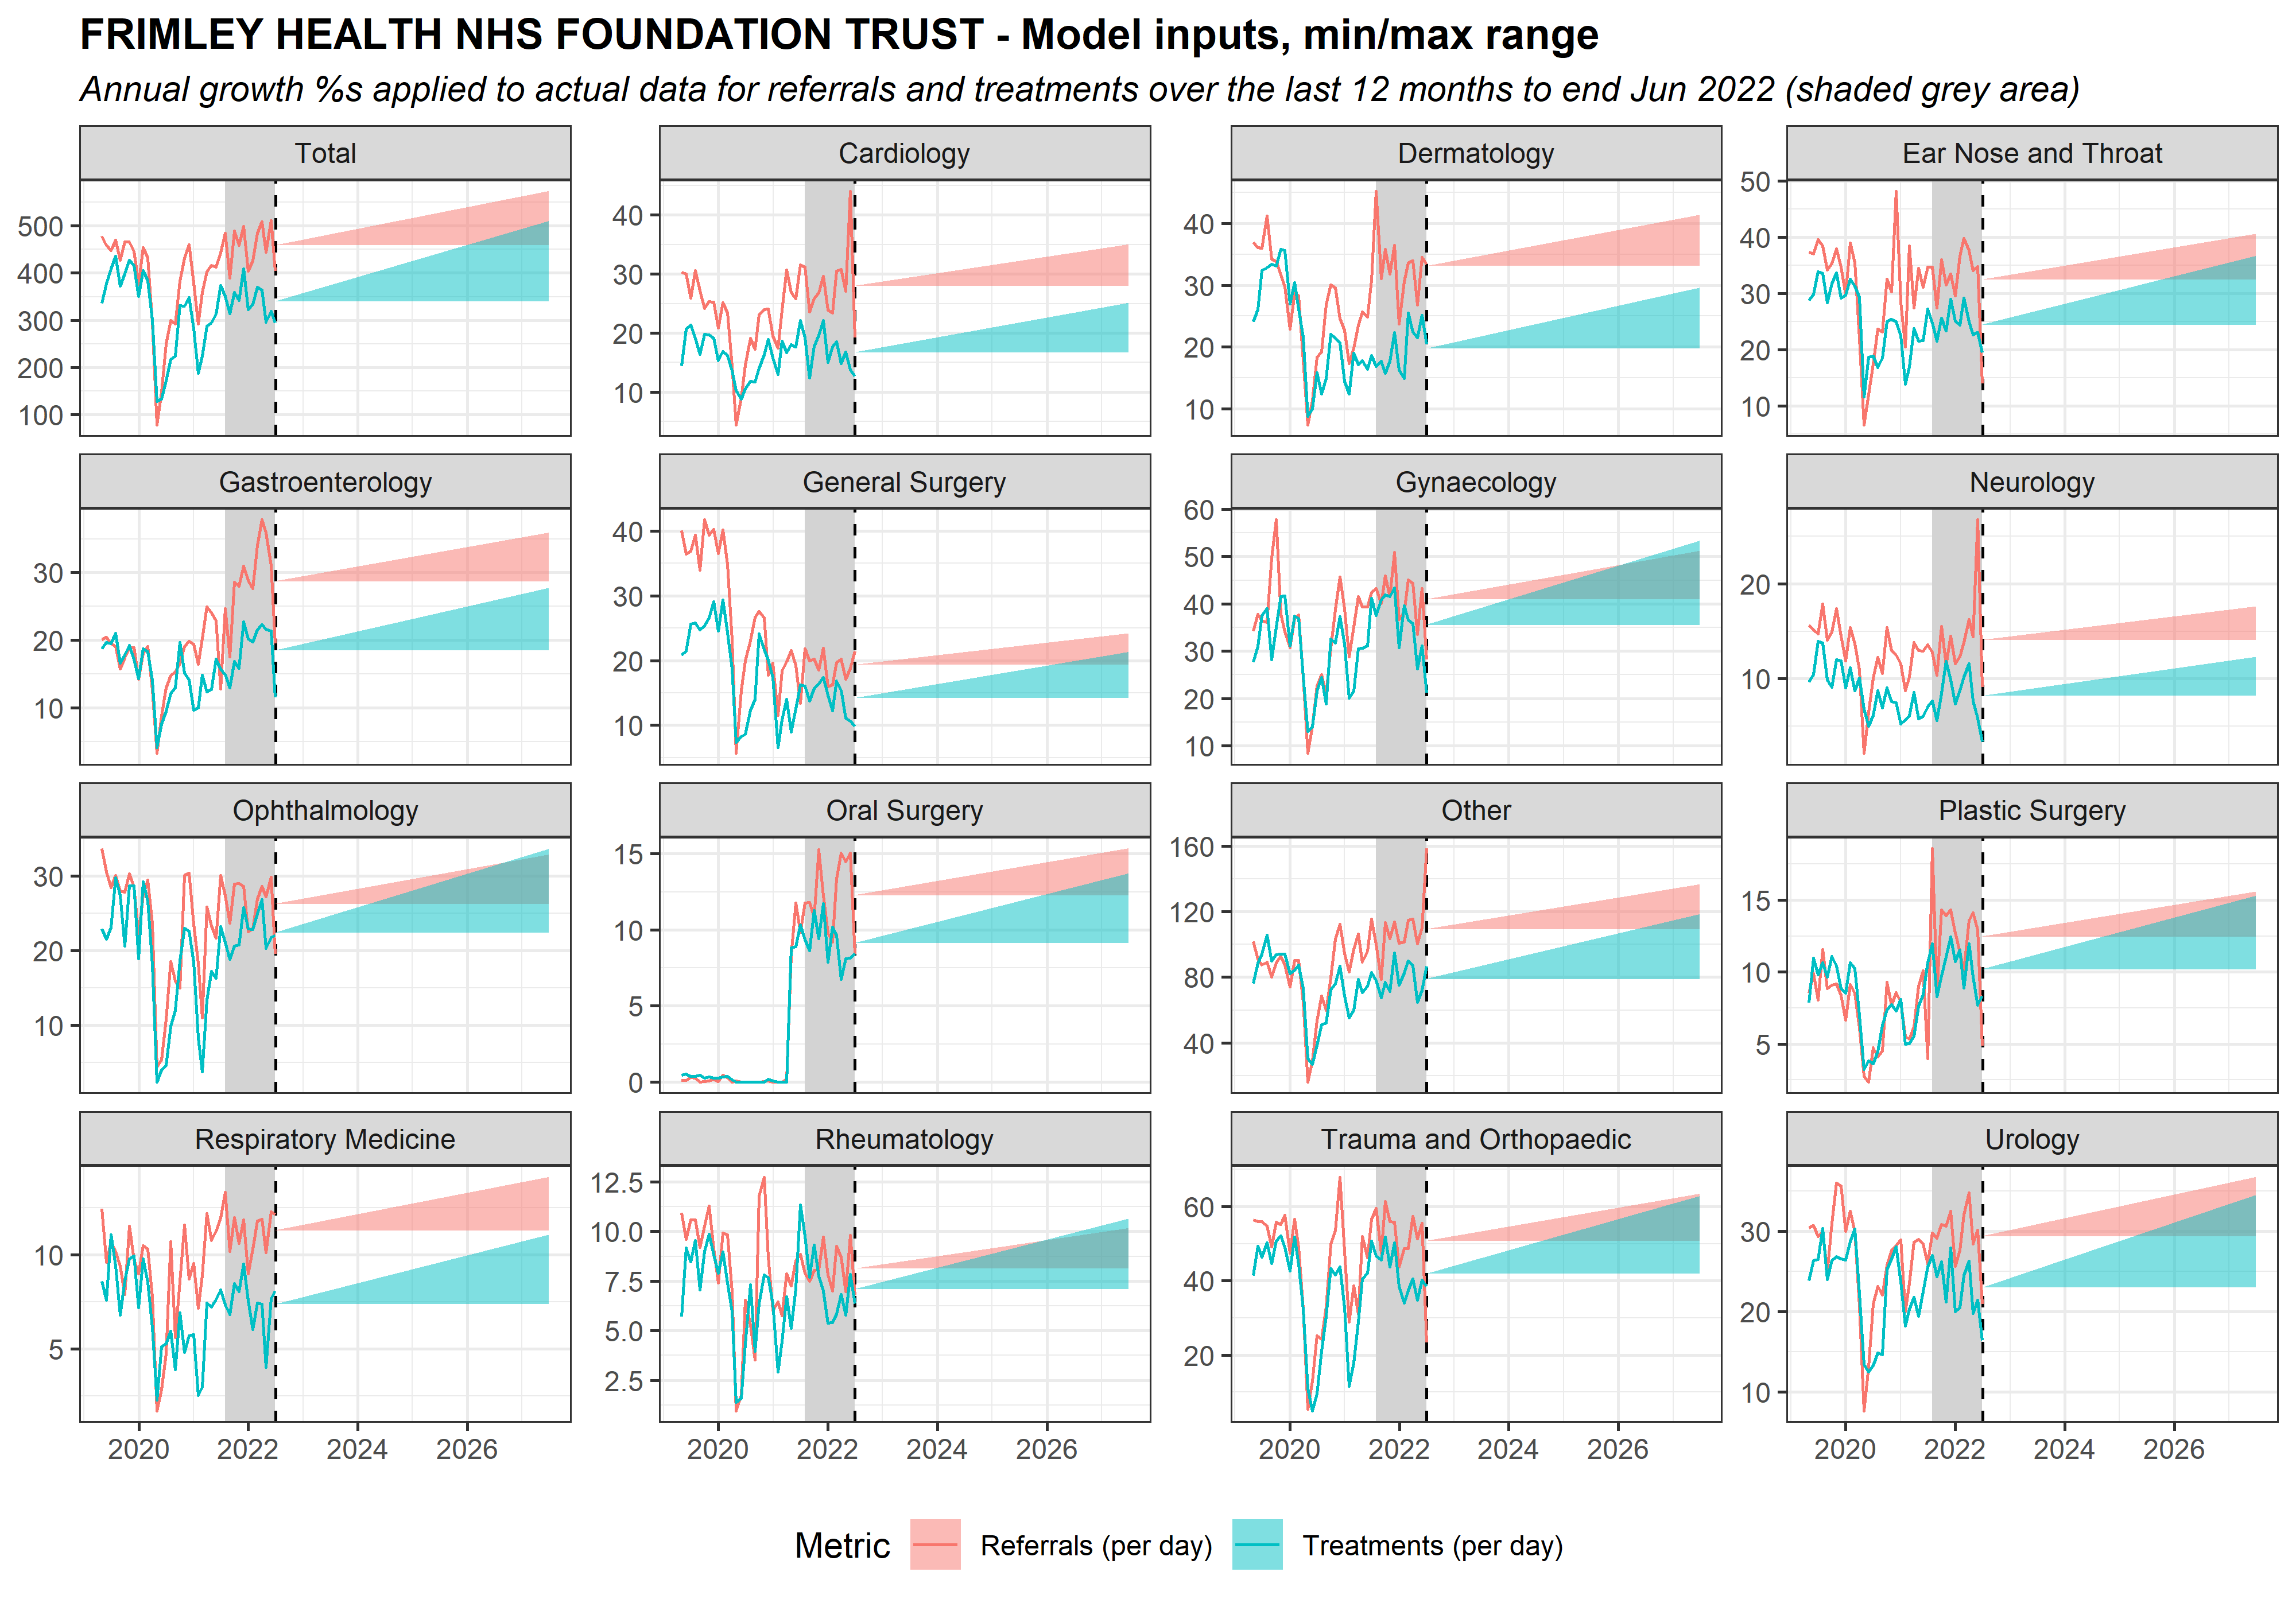 FRIMLEY HEALTH NHS FOUNDATION TRUST - Model inputs, min/max range
Annual growth %s applied to actual data for referrals and treatments over the last 12 months to end Jun 2022 (shaded grey area)
Total
Cardiology
Dermatology
Ear Nose and Throat
500
400
300
200
100
40
30
20
10
40
30
20
10
50
40
30
20
10
Gastroenterology
General Surgery
Gynaecology
Neurology
30
20
10
40
30
20
10
60
50
40
30
20
10
20
10
Ophthalmology
Oral Surgery
Other
Plastic Surgery
30
20
10
15
10
5
0
160
120
80
40
15
10
5
Respiratory Medicine
Rheumatology
Trauma and Orthopaedic
Urology
10
5
12.5
10.0
7.5
5.0
2.5
60
40
20
30
20
10
2020 2022 2024 2026
2020 2022 2024 2026
2020 2022 2024 2026
2020 2022 2024 2026
Metric Referrals (per day) Treatments (per day)